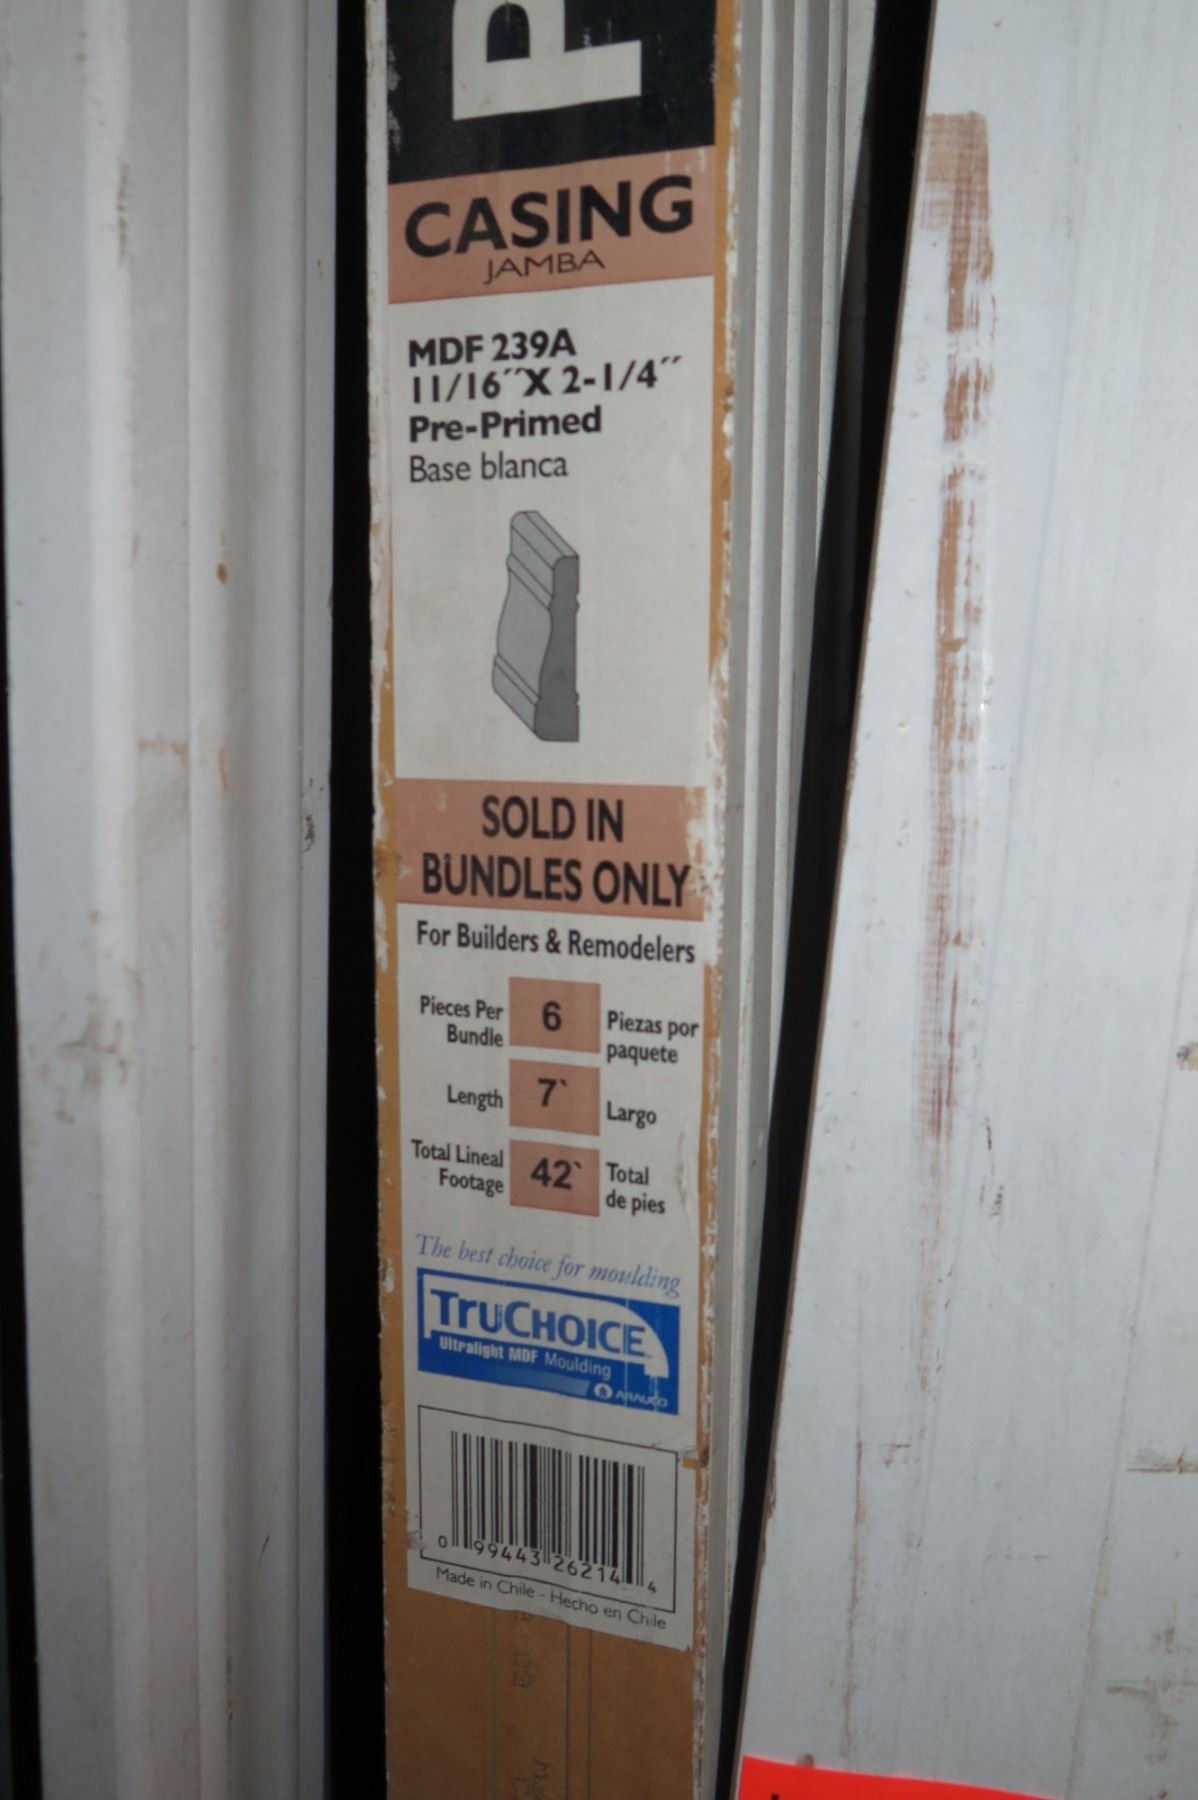 P
CASING
JAMBA
MDF 239A
11/16˝X 2-1/4˝
Pre-Primed
Base blanca
SOLD IN
BUNDLES ONLY
For Builders & Remodelers
Pieces Per Bundle 6 Piezas por paquete
Length 7` Largo
Total Lineal Footage 42` Total de pies
The best choice for moulding
TRUCHOICE
Ultralight MDF Moulding
ARAUCO
0 99443 26214 4
Made in Chile - Hecho en Chile